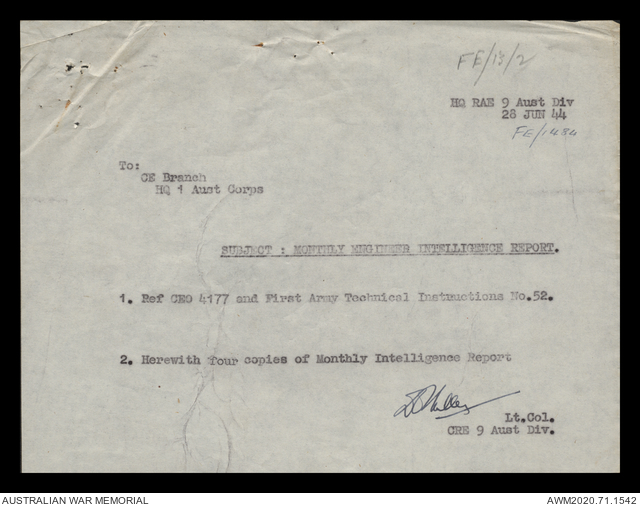 FE/13/2
HQ RAE 9 Aust Div
28 JUN 44
FE/1484
To:
CE Branch
HQ 1 Aust Corps
SUBJECT : MONTHLY ENGINEER INTELLIGENCE REPORT.
1. Ref CEO 4177 and First Army Technical Instructions No.52.
2. Herewith four copies of Monthly Intelligence Report
Lt.Col.
CRE 9 Aust Div.
AUSTRALIAN WAR MEMORIAL
AWM2020.71.1542